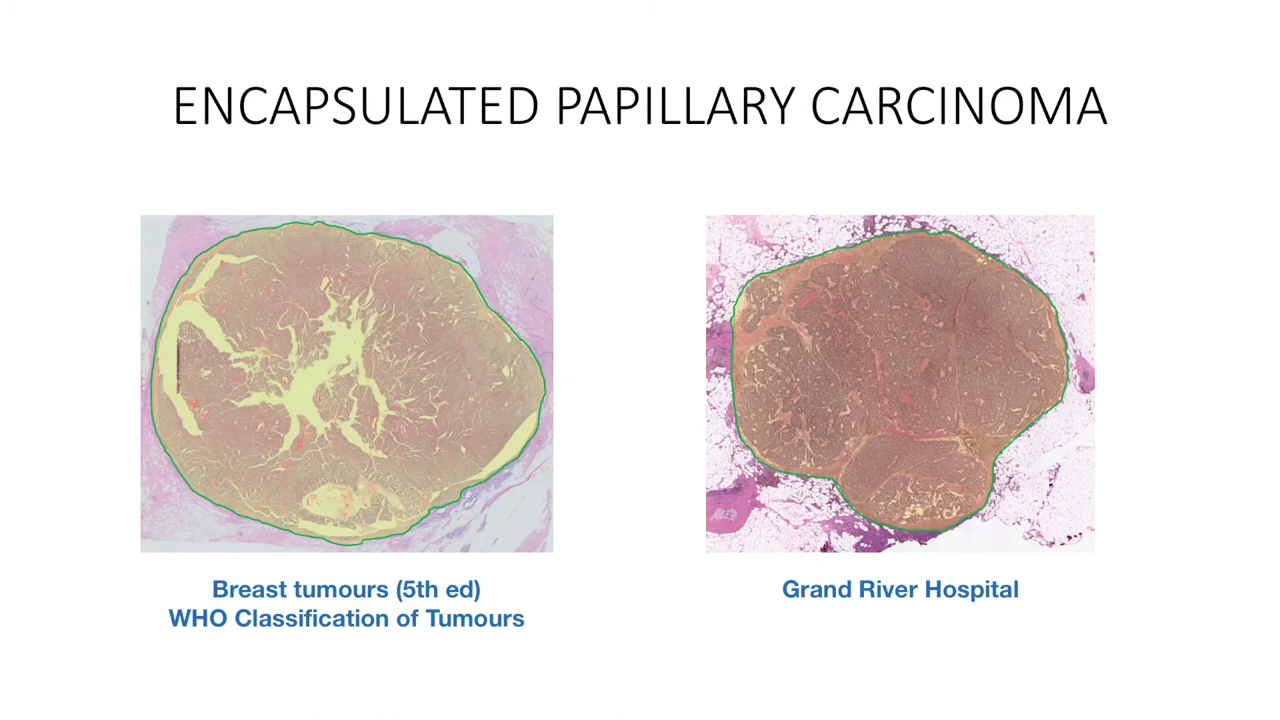 ENCAPSULATED PAPILLARY CARCINOMA
Breast tumours (5th ed)
WHO Classification of Tumours
Grand River Hospital